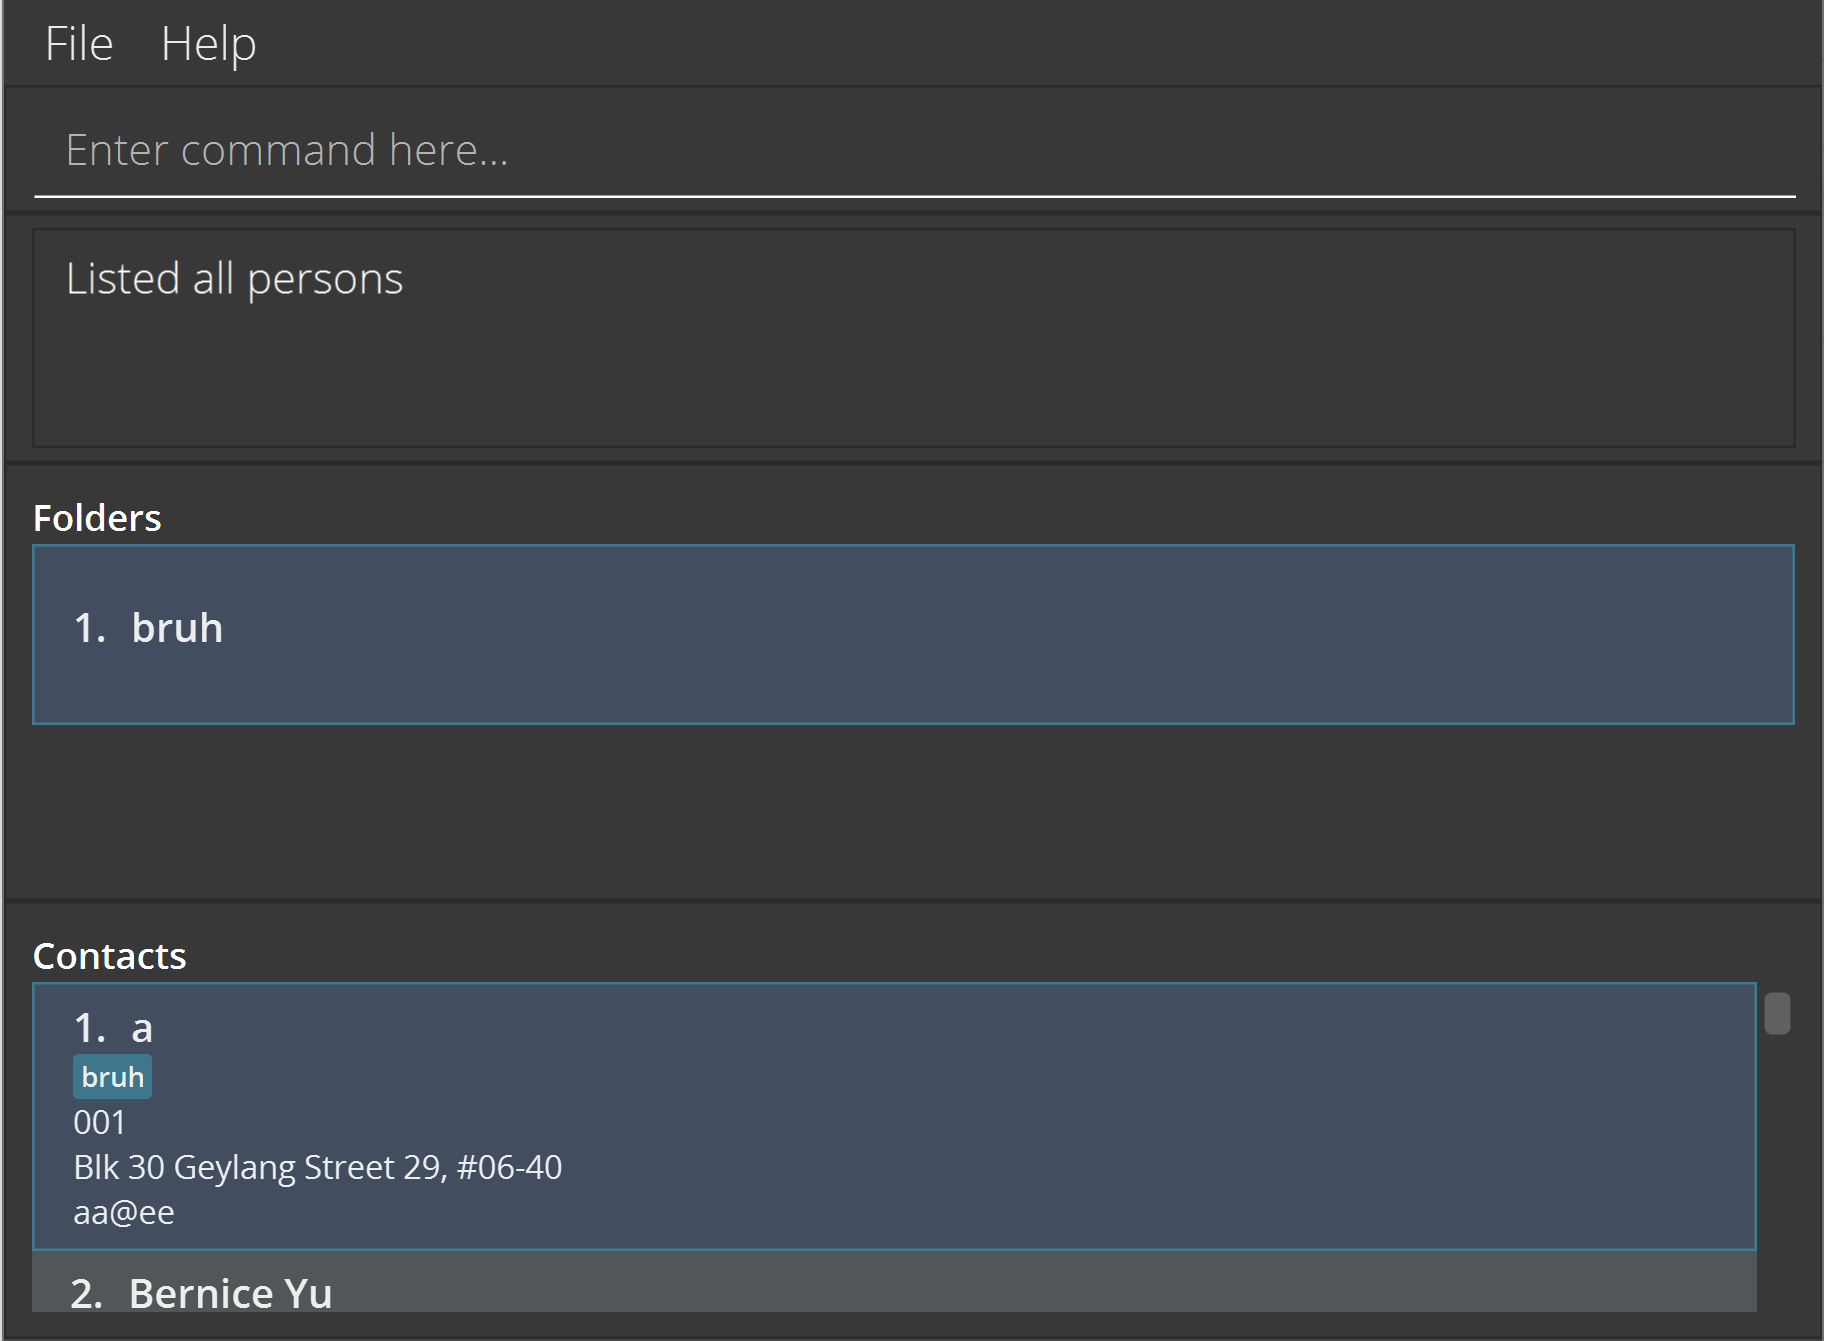 File Help
Enter command here...
Listed all persons
Folders
1. bruh
Contacts
1. a
bruh
001
Blk 30 Geylang Street 29, #06-40
aa@ee
2. Bernice Yu